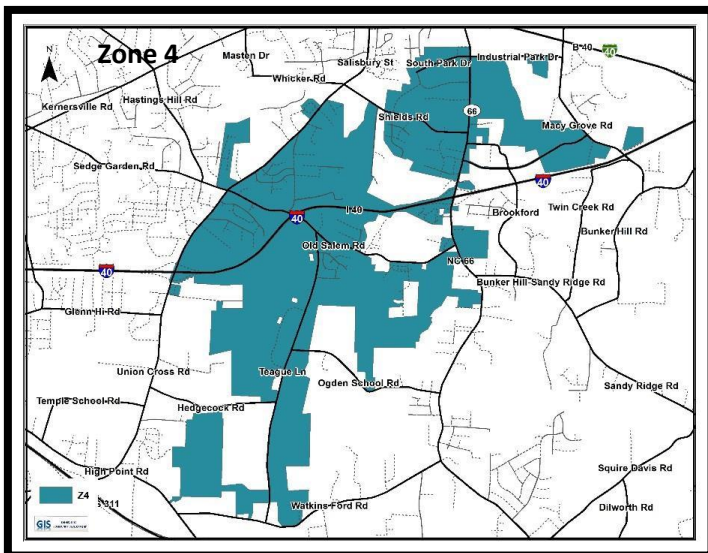 Zone 4
N
Masten Dr
Salisbury St
South Park Dr
Industrial Park Dr
B 40
40
Whicker Rd
Hastings Hill Rd
Kernersville Rd
66
Shields Rd
Macy Grove Rd
Sedge Garden Rd
40
I 40
40
Brookford
Twin Creek Rd
Bunker Hill Rd
Old Salem Rd
NC 66
40
Bunker Hill-Sandy Ridge Rd
Glenn Hi Rd
Union Cross Rd
Teague Ln
Ogden School Rd
Sandy Ridge Rd
Temple School Rd
Hedgecock Rd
High Point Rd
Squire Davis Rd
Z4
311
Watkins Ford Rd
Dilworth Rd
GIS